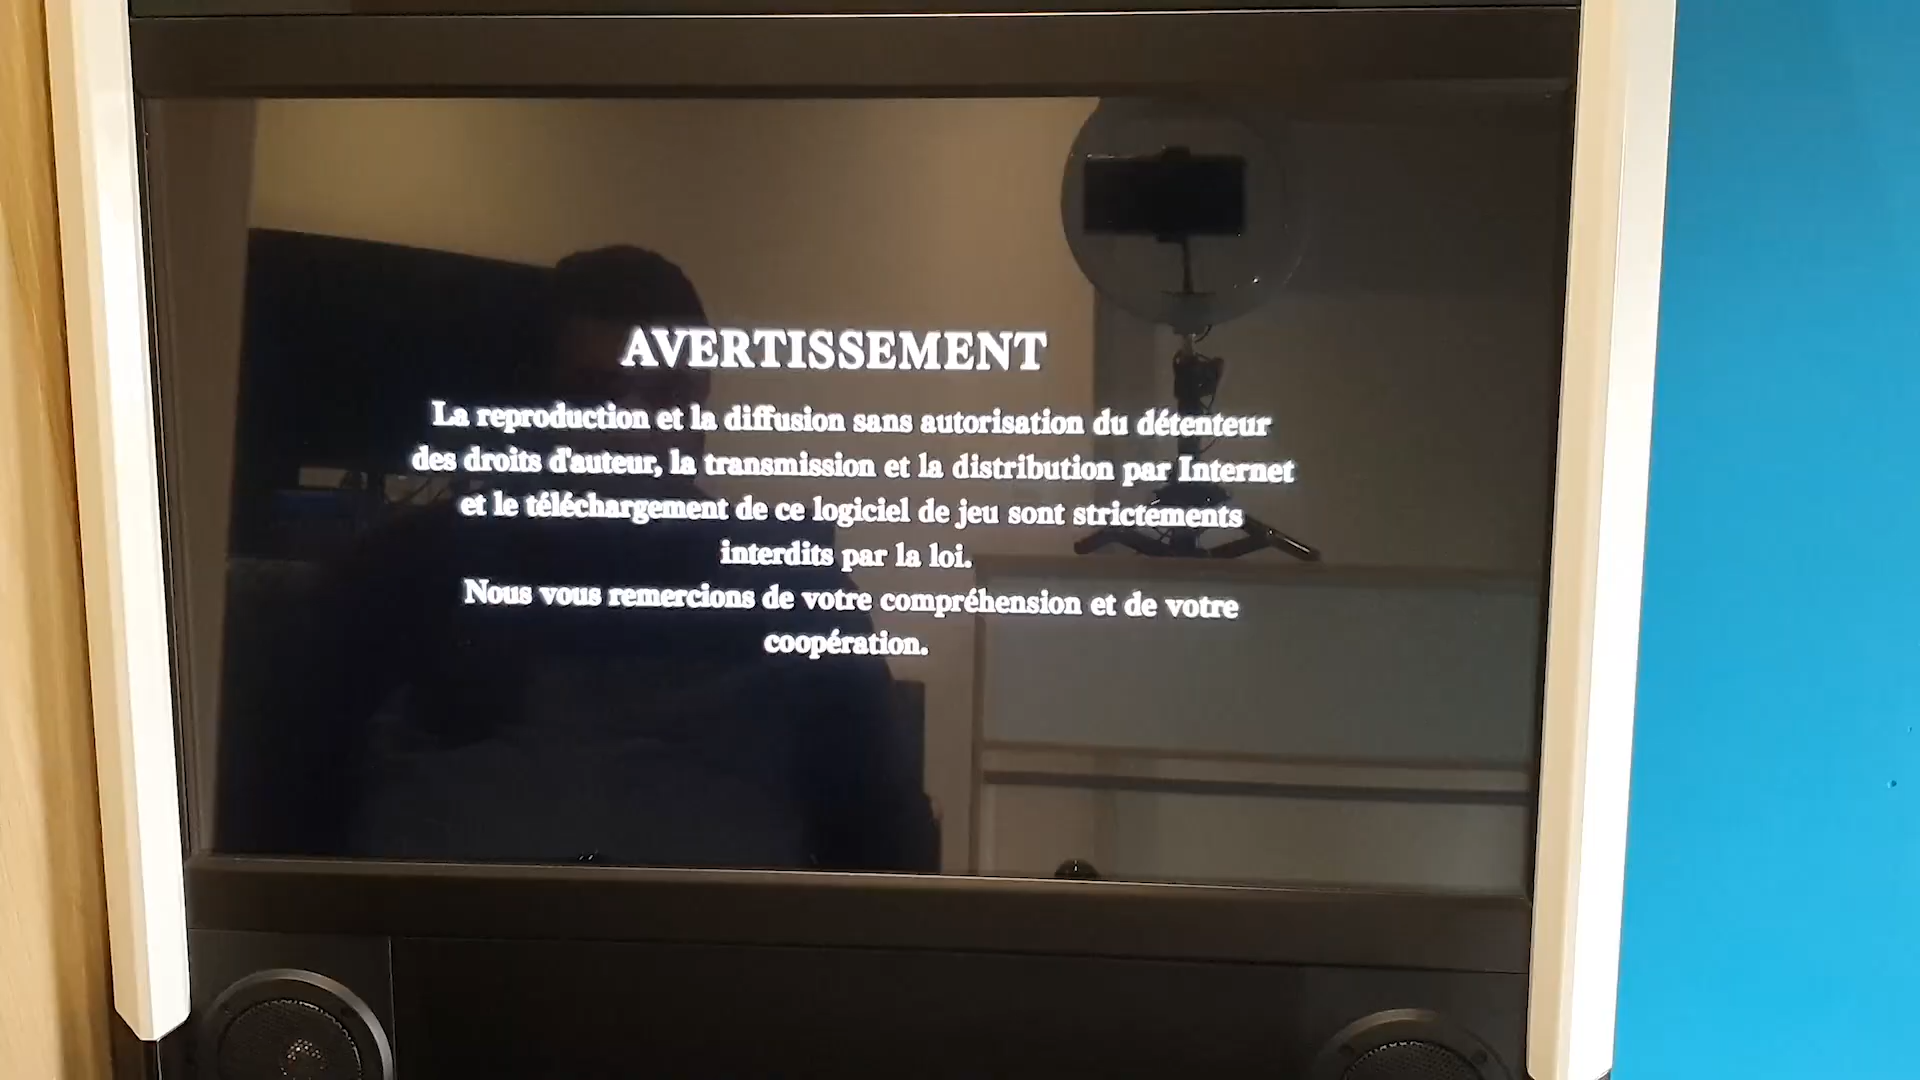 AVERTISSEMENT
La reproduction et la diffusion sans autorisation du détenteur
des droits d'auteur, la transmission et la distribution par Internet
et le téléchargement de ce logiciel de jeu sont strictéments
interdits par la loi.
Nous vous remercions de votre compréhension et de votre
coopération.